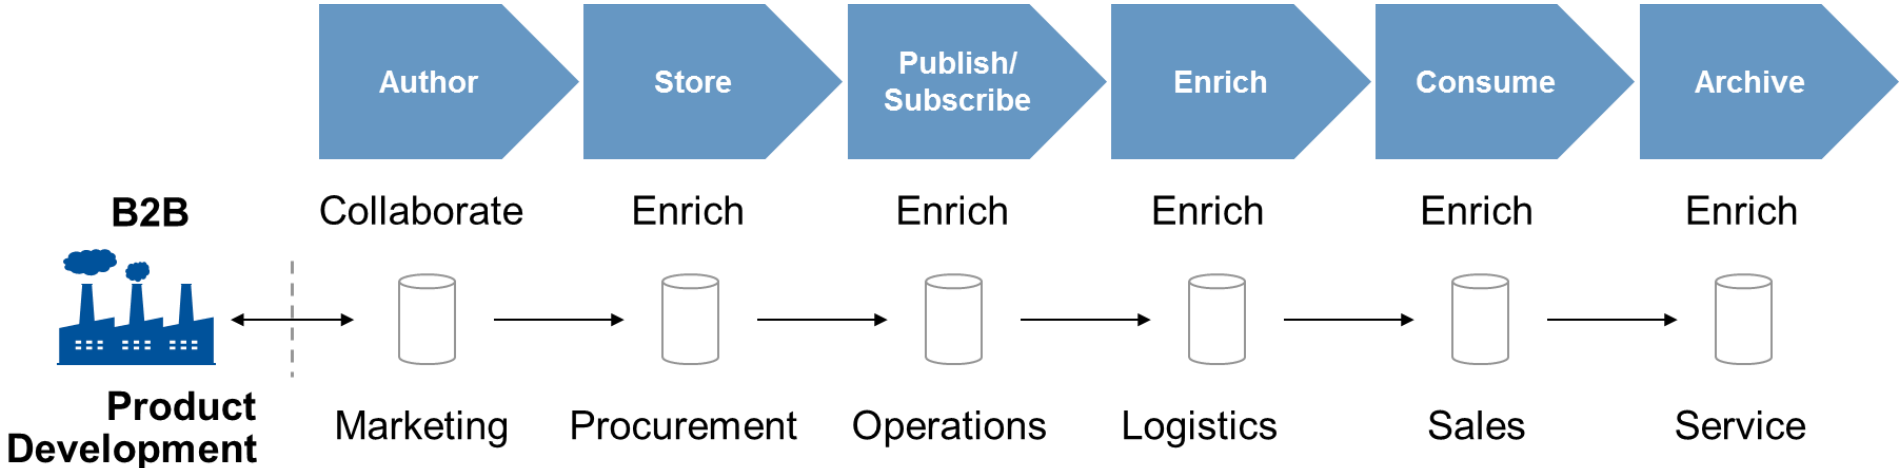 Author
Store
Publish/
Subscribe
Enrich
Consume
Archive
B2B
Collaborate
Enrich
Enrich
Enrich
Enrich
Enrich
Product
Development
Marketing
Procurement
Operations
Logistics
Sales
Service